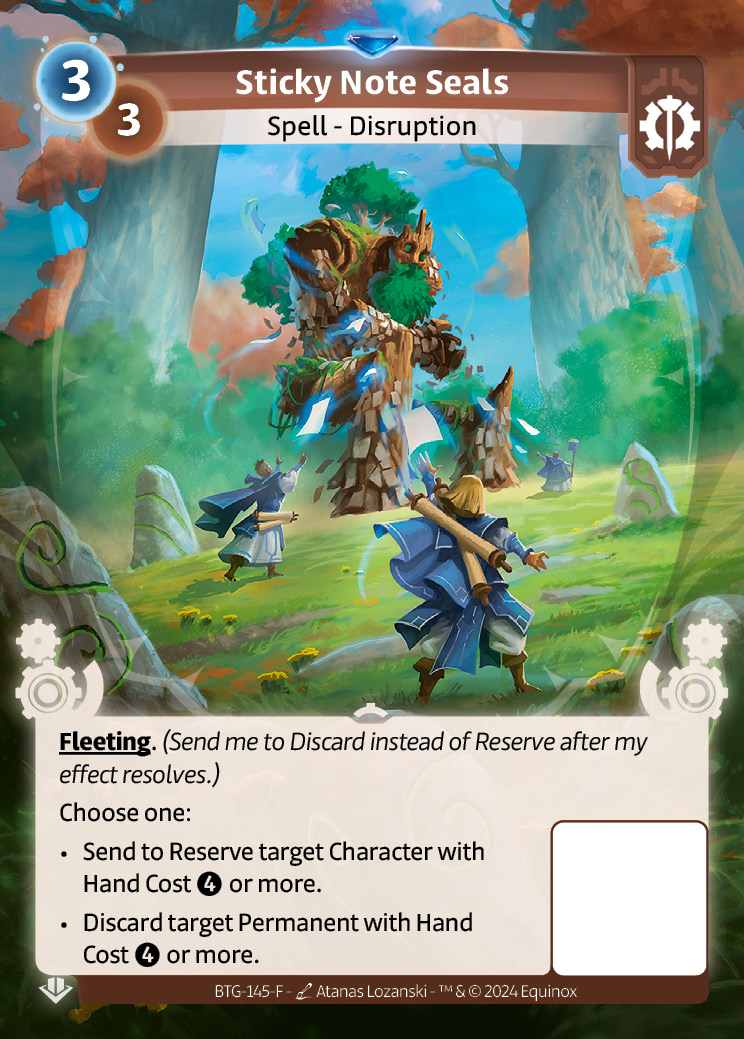 3
Sticky Note Seals
3
Spell - Disruption
Fleeting. (Send me to Discard instead of Reserve after my
effect resolves.)
Choose one:
• Send to Reserve target Character with
Hand Cost 4 or more.
• Discard target Permanent with Hand
Cost 4 or more.
BTG-145-F - Atanas Lozanski - ™ & © 2024 Equinox